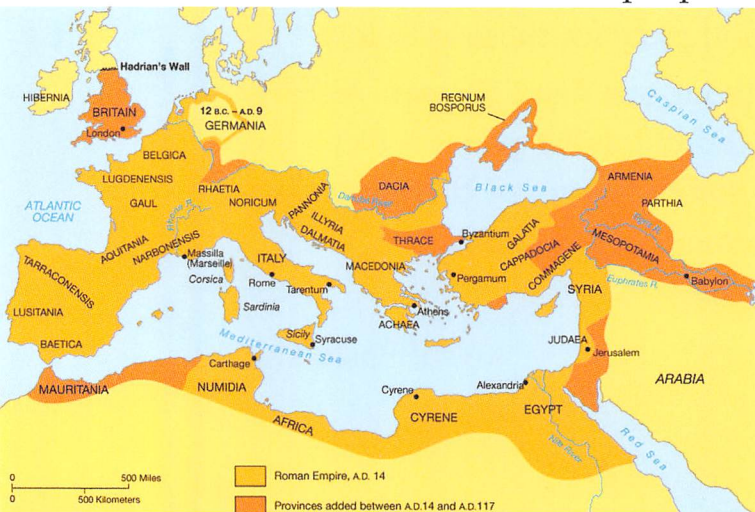 Hadrian's Wall
HIBERNIA
BRITAIN
London
12 B.C. – A.D. 9
GERMANIA
REGNUM
BOSPORUS
Caspian Sea
BELGICA
LUGDENENSIS
RHAETIA
GAUL
NORICUM
PANNONIA
ILLYRIA
DALMATIA
DACIA
Black Sea
ARMENIA
PARTHIA
ATLANTIC
OCEAN
AQUITANIA
NARBONENSIS
Massilla
(Marseille)
Corsica
ITALY
Rome
Tarentum
MACEDONIA
THRACE
Byzantium
GALATIA
CAPPADOCIA
COMMAGENE
MESOPOTAMIA
Pergamum
Babylon
Euphrates R.
SYRIA
TARRACONENSIS
LUSITANIA
BAETICA
Sardinia
Sicily
Syracuse
Athens
ACHAEA
Mediterranean Sea
JUDAEA
Jerusalem
Carthage
MAURITANIA
NUMIDIA
Cyrene
Alexandria
ARABIA
AFRICA
CYRENE
EGYPT
Nile River
Red Sea
0 500 Miles
0 500 Kilometers
Roman Empire, A.D. 14
Provinces added between A.D.14 and A.D.117